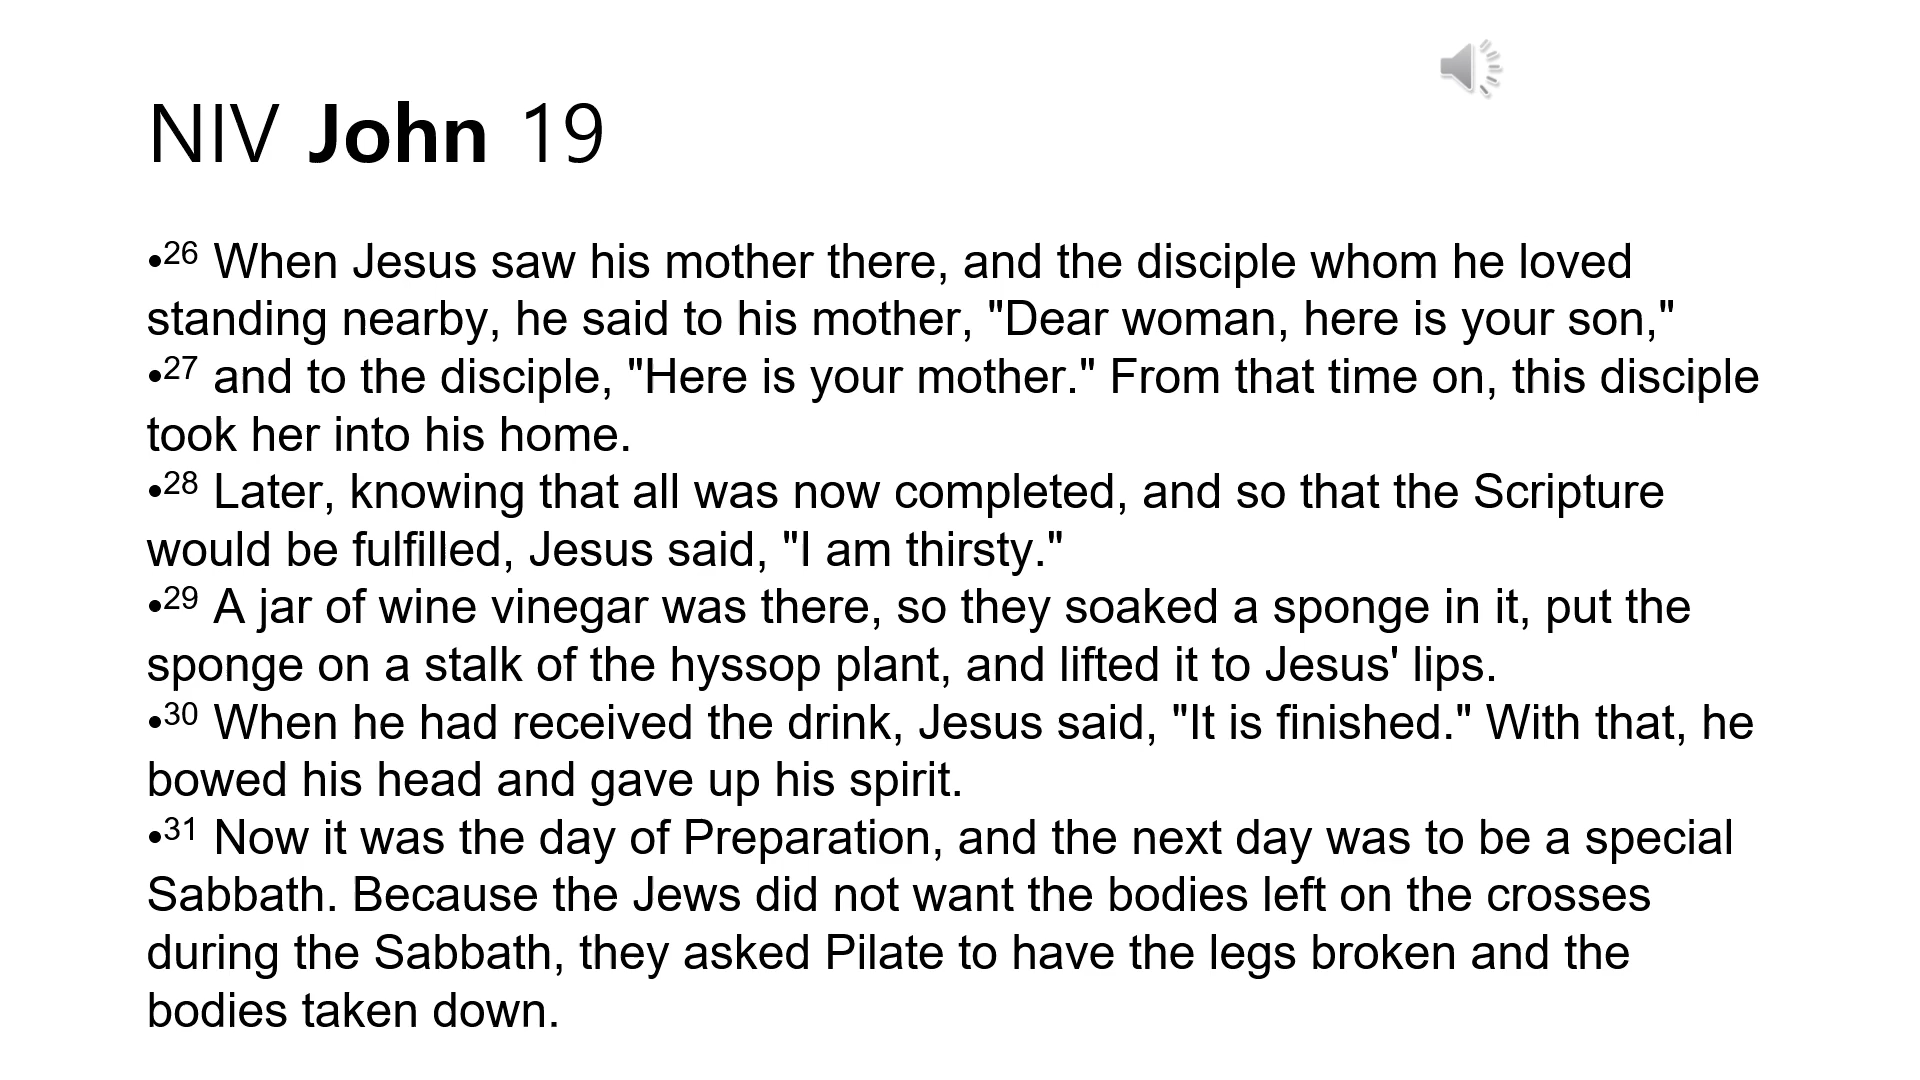 NIV John 19
•26 When Jesus saw his mother there, and the disciple whom he loved
standing nearby, he said to his mother, "Dear woman, here is your son,"
•27 and to the disciple, "Here is your mother." From that time on, this disciple
took her into his home.
•28 Later, knowing that all was now completed, and so that the Scripture
would be fulfilled, Jesus said, "I am thirsty."
•29 A jar of wine vinegar was there, so they soaked a sponge in it, put the
sponge on a stalk of the hyssop plant, and lifted it to Jesus' lips.
•30 When he had received the drink, Jesus said, "It is finished." With that, he
bowed his head and gave up his spirit.
•31 Now it was the day of Preparation, and the next day was to be a special
Sabbath. Because the Jews did not want the bodies left on the crosses
during the Sabbath, they asked Pilate to have the legs broken and the
bodies taken down.